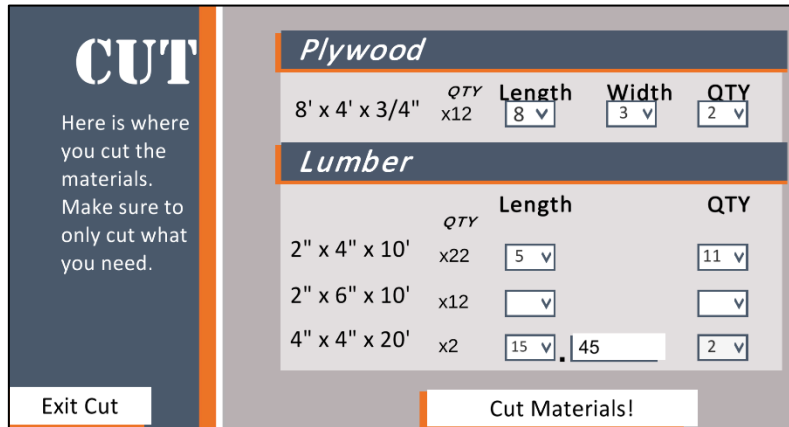 CUT
Here is where
you cut the
materials.
Make sure to
only cut what
you need.
Exit Cut
Plywood
QTY Length Width QTY
8' x 4' x 3/4" x12 8 3 2
Lumber
QTY Length QTY
2" x 4" x 10' x22 5 11
2" x 6" x 10' x12
4" x 4" x 20' x2 15 . 45 2
Cut Materials!